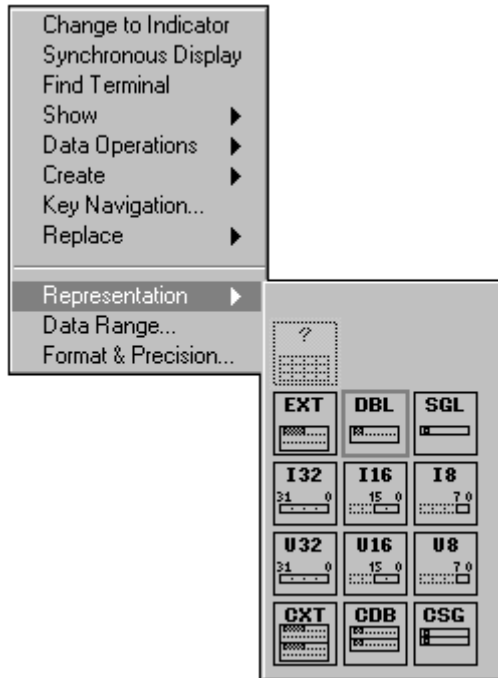 Change to Indicator
Synchronous Display
Find Terminal
Show
Data Operations
Create
Key Navigation...
Replace
Representation
Data Range...
Format & Precision...
?
EXT DBL SGL
I32 I16 I8
31 0 15 0 7 0
U32 U16 U8
31 0 15 0 7 0
CXT CDB CSG